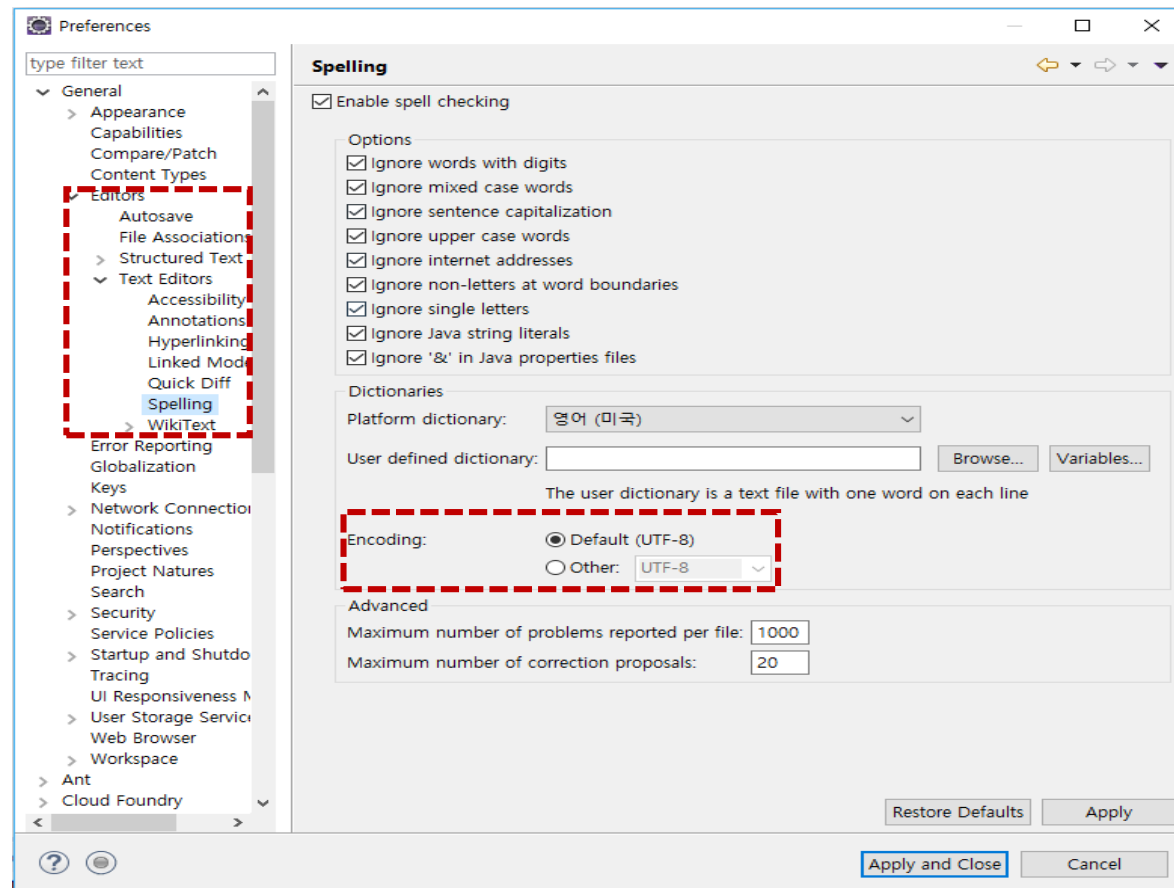 Preferences
type filter text
General
Appearance
Capabilities
Compare/Patch
Content Types
Editors
Autosave
File Associations
Structured Text
Text Editors
Accessibility
Annotations
Hyperlinking
Linked Mode
Quick Diff
Spelling
WikiText
Error Reporting
Globalization
Keys
Network Connection
Notifications
Perspectives
Project Natures
Search
Security
Service Policies
Startup and Shutdo
Tracing
UI Responsiveness M
User Storage Service
Web Browser
Workspace
Ant
Cloud Foundry
Spelling
Enable spell checking
Options
Ignore words with digits
Ignore mixed case words
Ignore sentence capitalization
Ignore upper case words
Ignore internet addresses
Ignore non-letters at word boundaries
Ignore single letters
Ignore Java string literals
Ignore '&' in Java properties files
Dictionaries
Platform dictionary: 영어 (미국)
User defined dictionary: Browse... Variables...
The user dictionary is a text file with one word on each line
Encoding: Default (UTF-8)
Other: UTF-8
Advanced
Maximum number of problems reported per file: 1000
Maximum number of correction proposals: 20
Restore Defaults Apply
Apply and Close Cancel